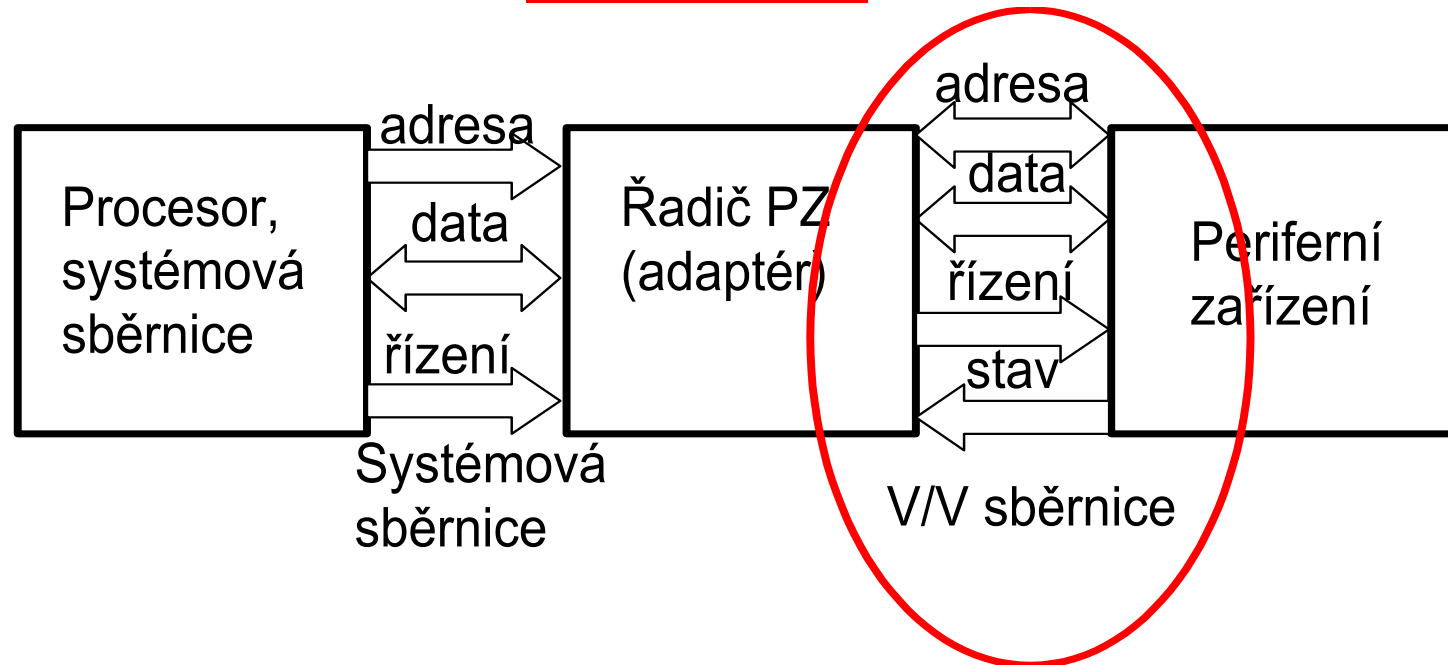 adresa
adresa
Procesor,
systémová
sběrnice
data
řízení
Řadič PZ
(adaptér)
data
řízení
stav
Periferní
zařízení
Systémová
sběrnice
V/V sběrnice